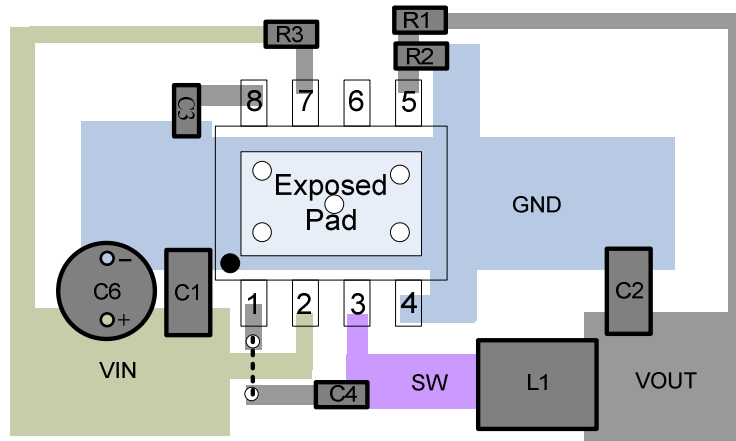 R1
R3
R2
8
7
6
5
C3
Exposed
Pad
GND
−
C6
+
C1
C2
1
2
3
4
VIN
C4
SW
L1
VOUT